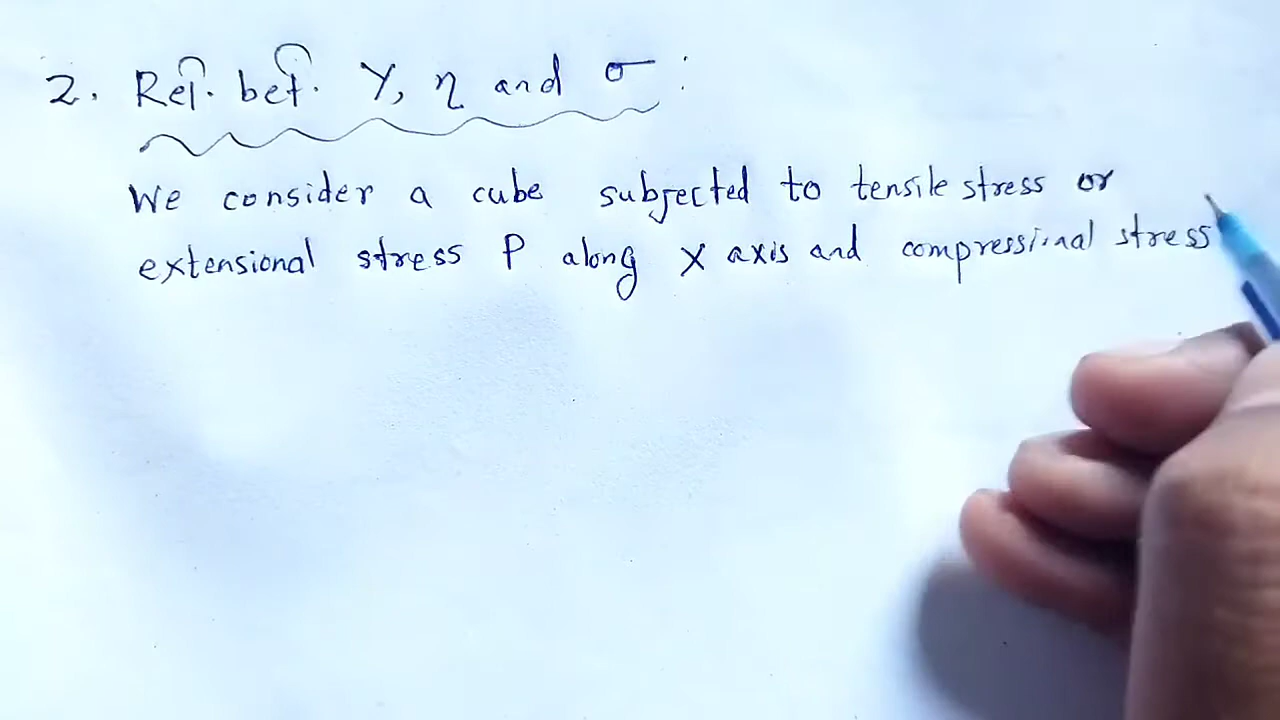 2. Rel. bet. Y, η and σ :
We consider a cube subjected to tensile stress or
extensional stress P along X axis and compressional stress